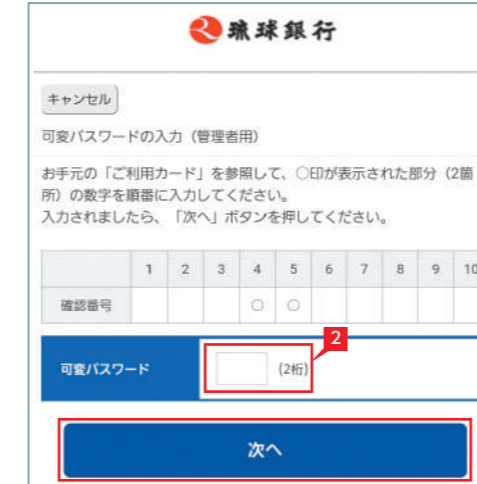 琉球銀行
キャンセル
可変パスワードの入力（管理者用）
お手元の「ご利用カード」を参照して、○印が表示された部分（2箇
所）の数字を順番に入力してください。
入力されましたら、「次へ」ボタンを押してください。
1 2 3 4 5 6 7 8 9 10
確認番号 ○ ○
2
可変パスワード (2桁)
次へ